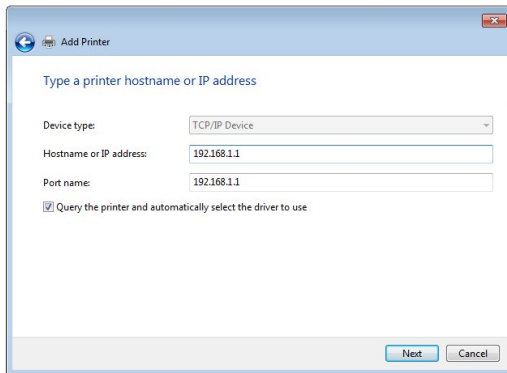 Add Printer
Type a printer hostname or IP address
Device type: TCP/IP Device
Hostname or IP address: 192.168.1.1
Port name: 192.168.1.1
Query the printer and automatically select the driver to use
Next Cancel